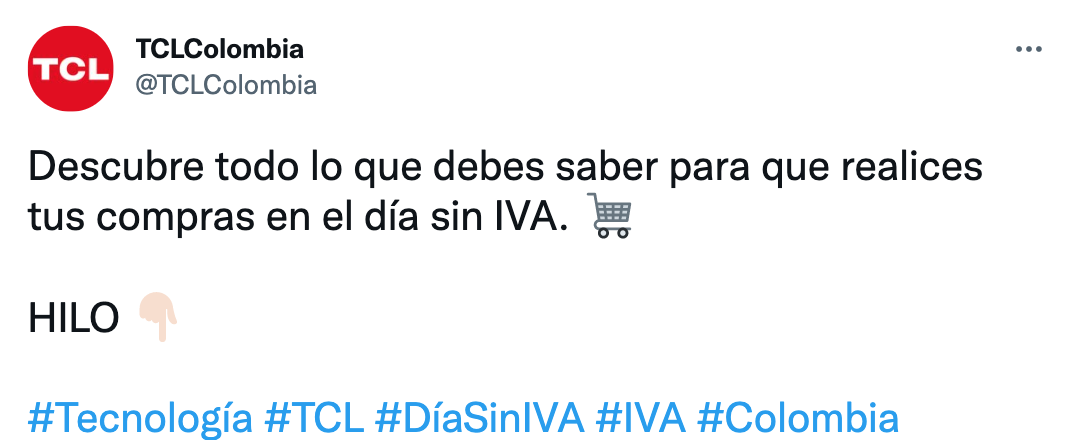 TCL
TCLColombia
@TCLColombia
Descubre todo lo que debes saber para que realices
tus compras en el día sin IVA. 🛒
HILO 👇🏻
#Tecnología #TCL #DíaSinIVA #IVA #Colombia